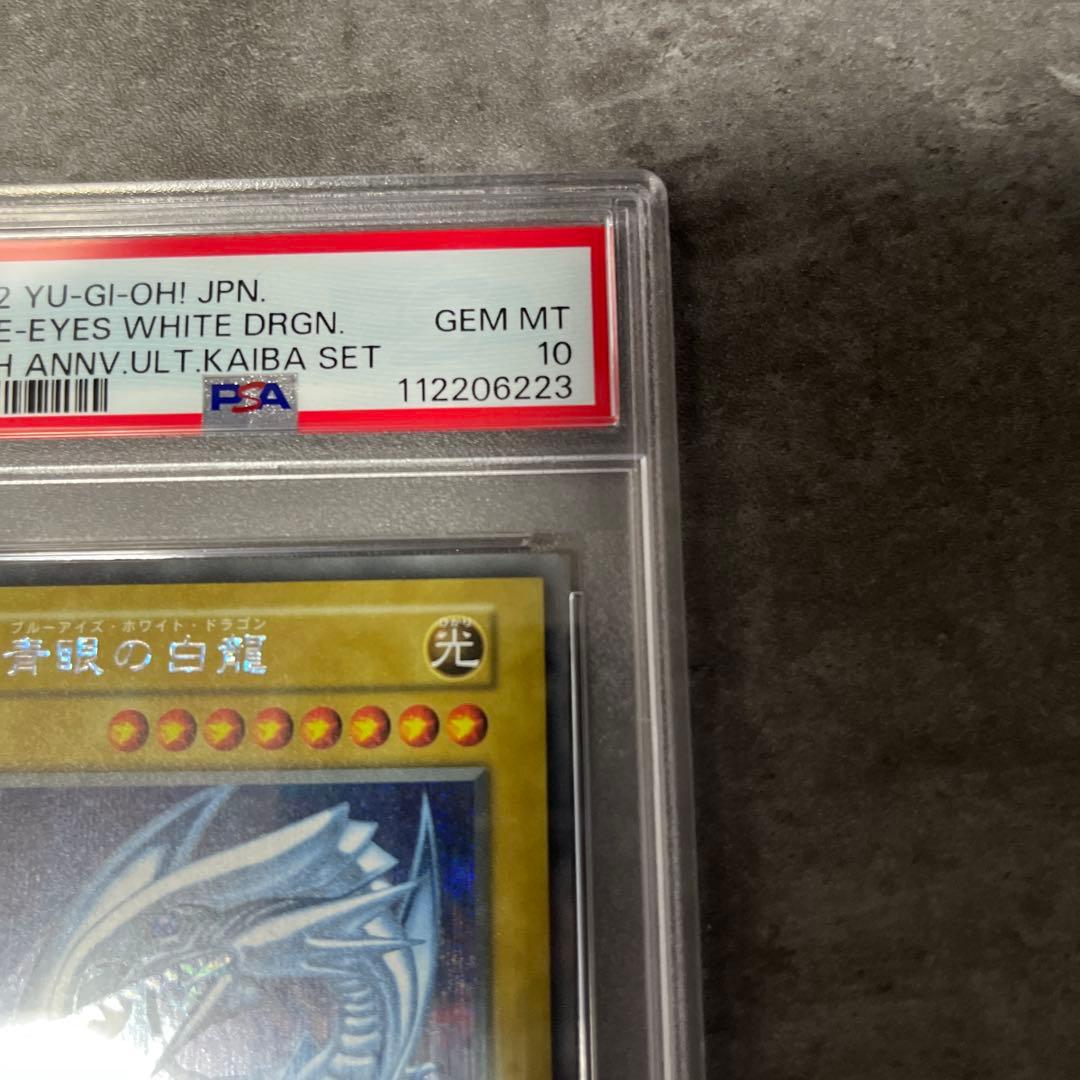 2 YU-GI-OH! JPN.
E-EYES WHITE DRGN. GEM MT
H ANNV.ULT.KAIBA SET 10
PSA 112206223
ブルーアイズ・ホワイト・ドラゴン
青眼の白龍
ひかり
光